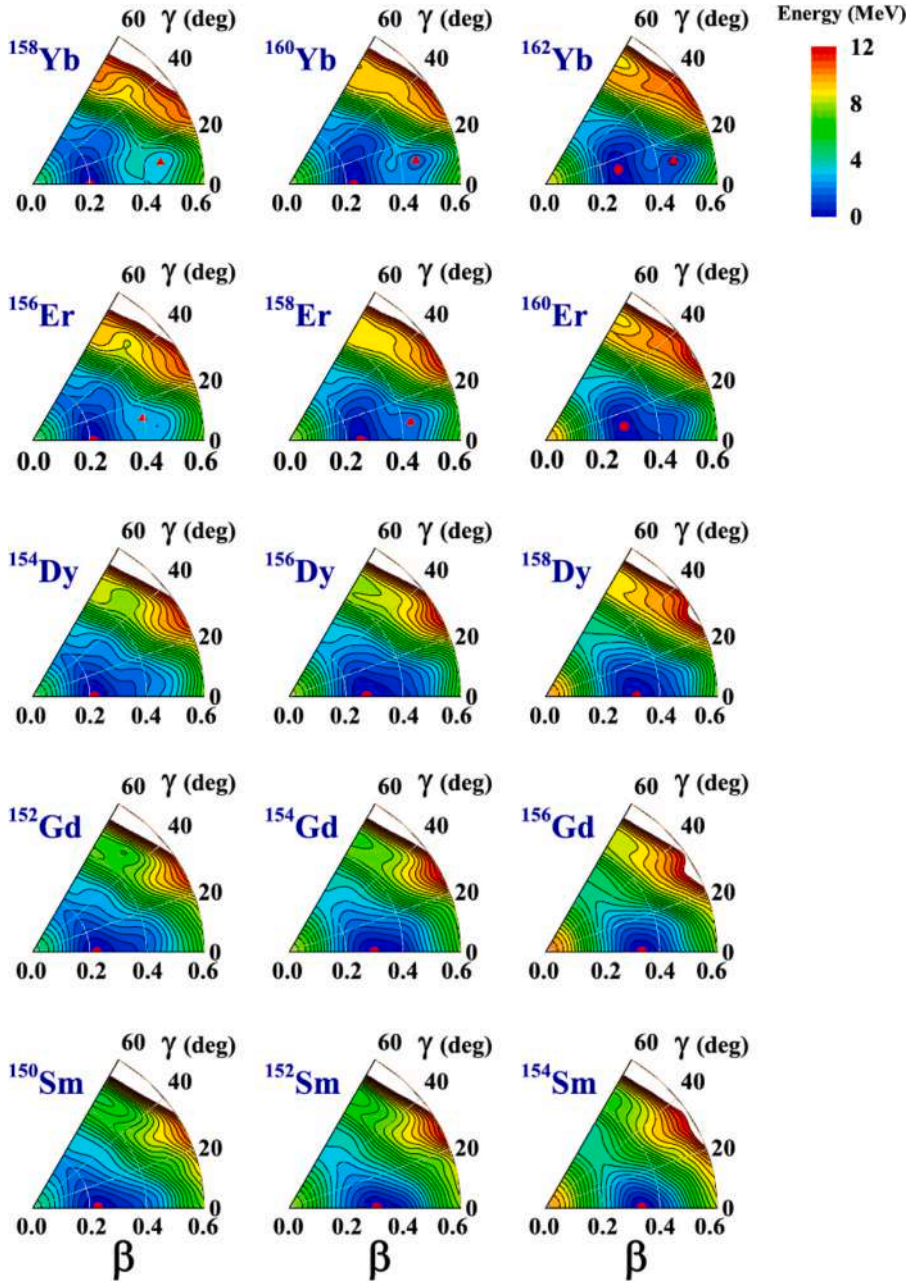 60 γ (deg) 60 γ (deg) 60 γ (deg) Energy (MeV)
¹⁵⁸Yb 40 ¹⁶⁰Yb 40 ¹⁶²Yb 40 12
8
20 20 20 4
0 0 0 0
0.0 0.2 0.4 0.6 0.0 0.2 0.4 0.6 0.0 0.2 0.4 0.6
60 γ (deg) 60 γ (deg) 60 γ (deg)
¹⁵⁶Er 40 ¹⁵⁸Er 40 ¹⁶⁰Er 40
20 20 20
0 0 0
0.0 0.2 0.4 0.6 0.0 0.2 0.4 0.6 0.0 0.2 0.4 0.6
60 γ (deg) 60 γ (deg) 60 γ (deg)
¹⁵⁴Dy 40 ¹⁵⁶Dy 40 ¹⁵⁸Dy 40
20 20 20
0 0 0
0.0 0.2 0.4 0.6 0.0 0.2 0.4 0.6 0.0 0.2 0.4 0.6
60 γ (deg) 60 γ (deg) 60 γ (deg)
¹⁵²Gd 40 ¹⁵⁴Gd 40 ¹⁵⁶Gd 40
20 20 20
0 0 0
0.0 0.2 0.4 0.6 0.0 0.2 0.4 0.6 0.0 0.2 0.4 0.6
60 γ (deg) 60 γ (deg) 60 γ (deg)
¹⁵⁰Sm 40 ¹⁵²Sm 40 ¹⁵⁴Sm 40
20 20 20
0 0 0
0.0 0.2 0.4 0.6 0.0 0.2 0.4 0.6 0.0 0.2 0.4 0.6
β β β